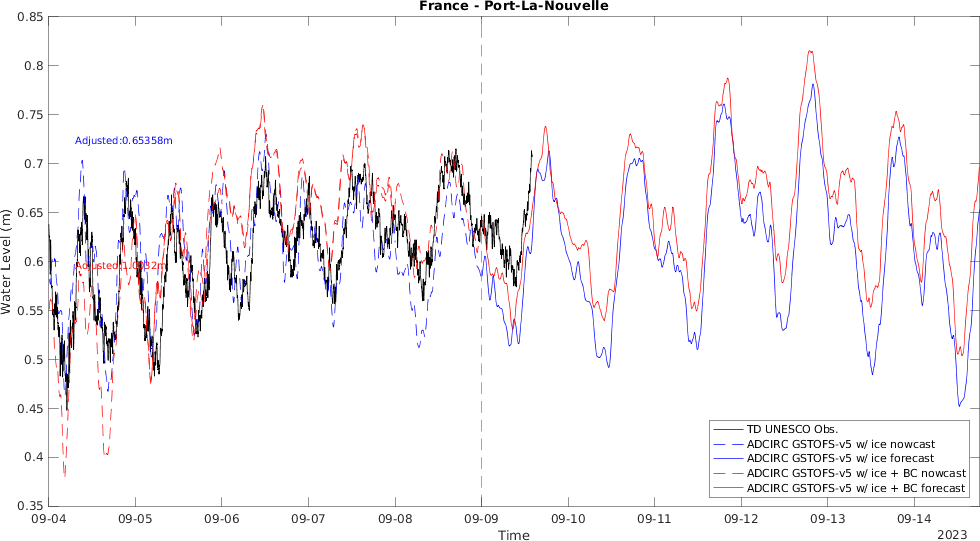 France - Port-La-Nouvelle
0.85
0.8
0.75
0.7
0.65
0.6
0.55
0.5
0.45
0.4
0.35
Water Level (m)
Adjusted:0.65358m
TD UNESCO Obs.
ADCIRC GSTOFS-v5 w/ ice nowcast
ADCIRC GSTOFS-v5 w/ ice forecast
ADCIRC GSTOFS-v5 w/ ice + BC nowcast
ADCIRC GSTOFS-v5 w/ ice + BC forecast
09-04 09-05 09-06 09-07 09-08 09-09 09-10 09-11 09-12 09-13 09-14
Time
2023